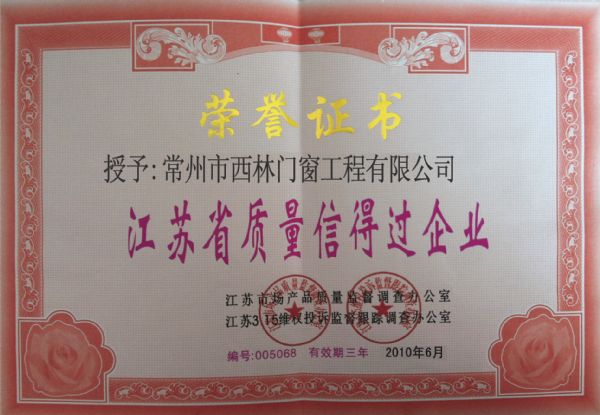 荣誉证书
授予:常州市西林门窗工程有限公司
江苏省质量信得过企业
江苏市场产品质量监督调查办公室
江苏315维权投诉监督跟踪调查办公室
编号:005068 有效期三年 2010年6月